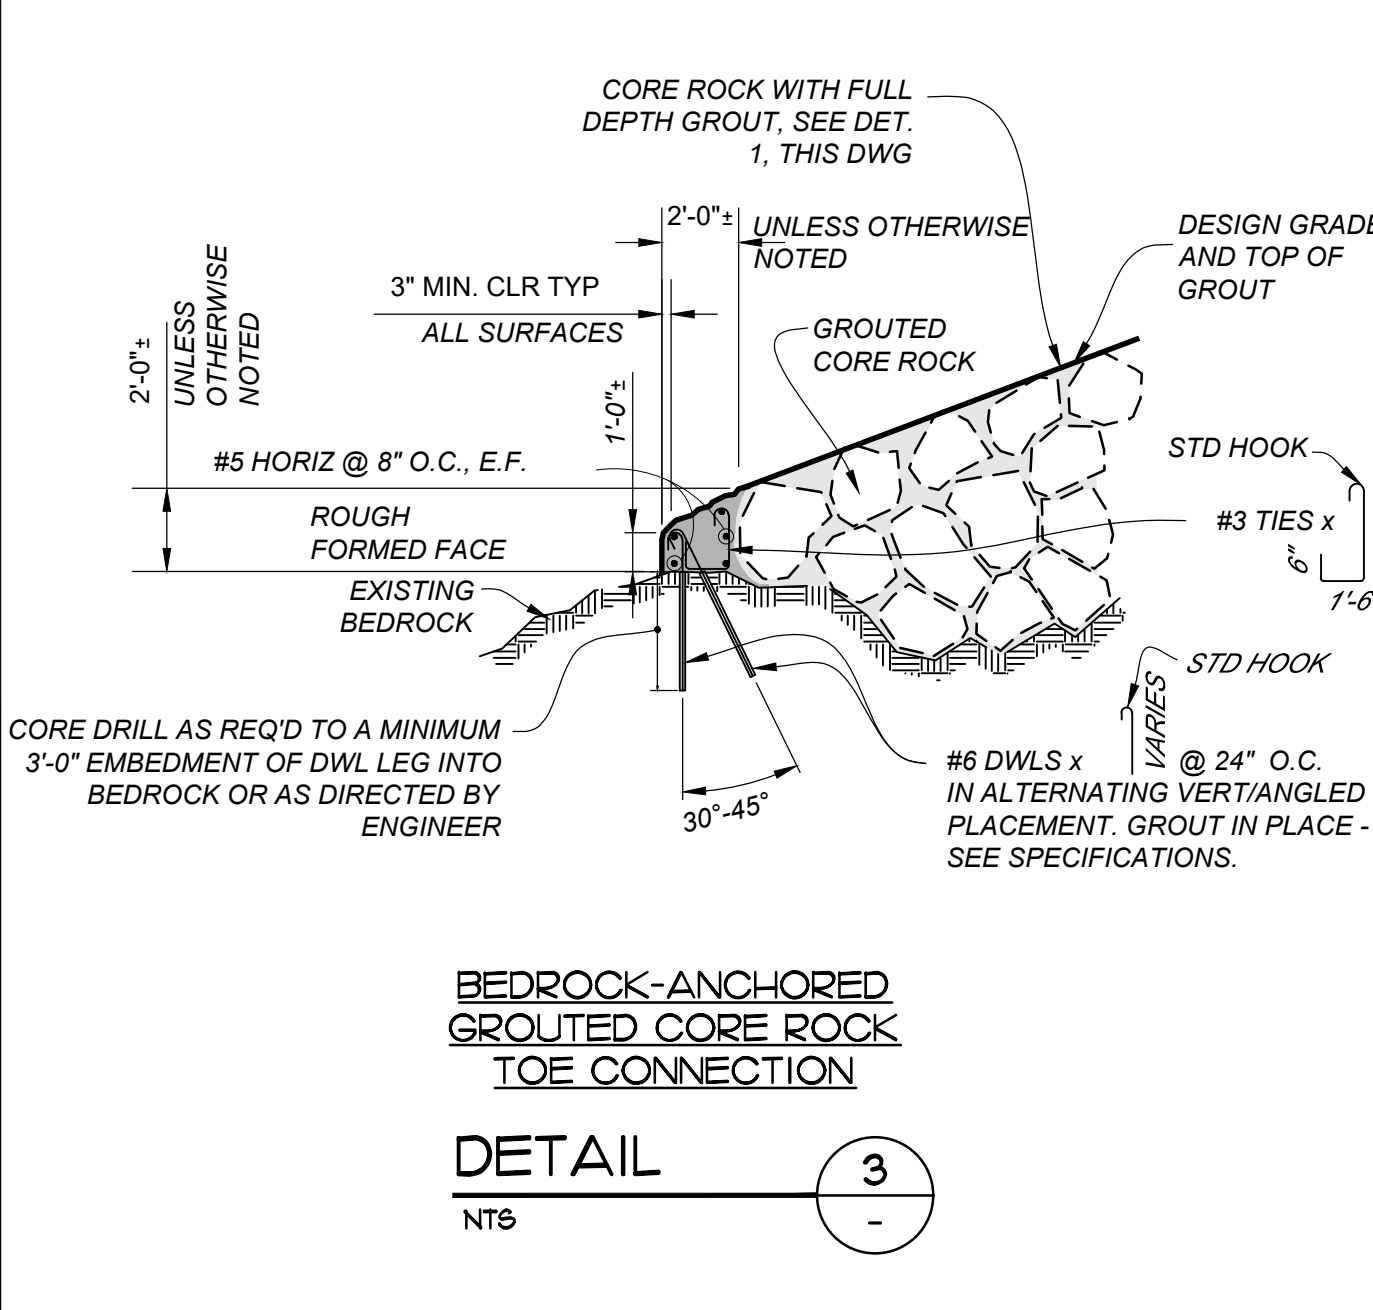 CORE ROCK WITH FULL
DEPTH GROUT, SEE DET.
1, THIS DWG
2'-0"±
UNLESS OTHERWISE
NOTED
DESIGN GRADE
AND TOP OF
GROUT
3" MIN. CLR TYP
ALL SURFACES
2'-0"±
UNLESS
OTHERWISE
NOTED
1'-0"±
GROUTED
CORE ROCK
#5 HORIZ @ 8" O.C., E.F.
STD HOOK
#3 TIES x
6"
1'-6
ROUGH
FORMED FACE
EXISTING
BEDROCK
STD HOOK
VARIES
CORE DRILL AS REQ'D TO A MINIMUM
3'-0" EMBEDMENT OF DWL LEG INTO
BEDROCK OR AS DIRECTED BY
ENGINEER
30°-45°
#6 DWLS x @ 24" O.C.
IN ALTERNATING VERT/ANGLED
PLACEMENT. GROUT IN PLACE -
SEE SPECIFICATIONS.
BEDROCK-ANCHORED
GROUTED CORE ROCK
TOE CONNECTION
DETAIL
3
NTS
-